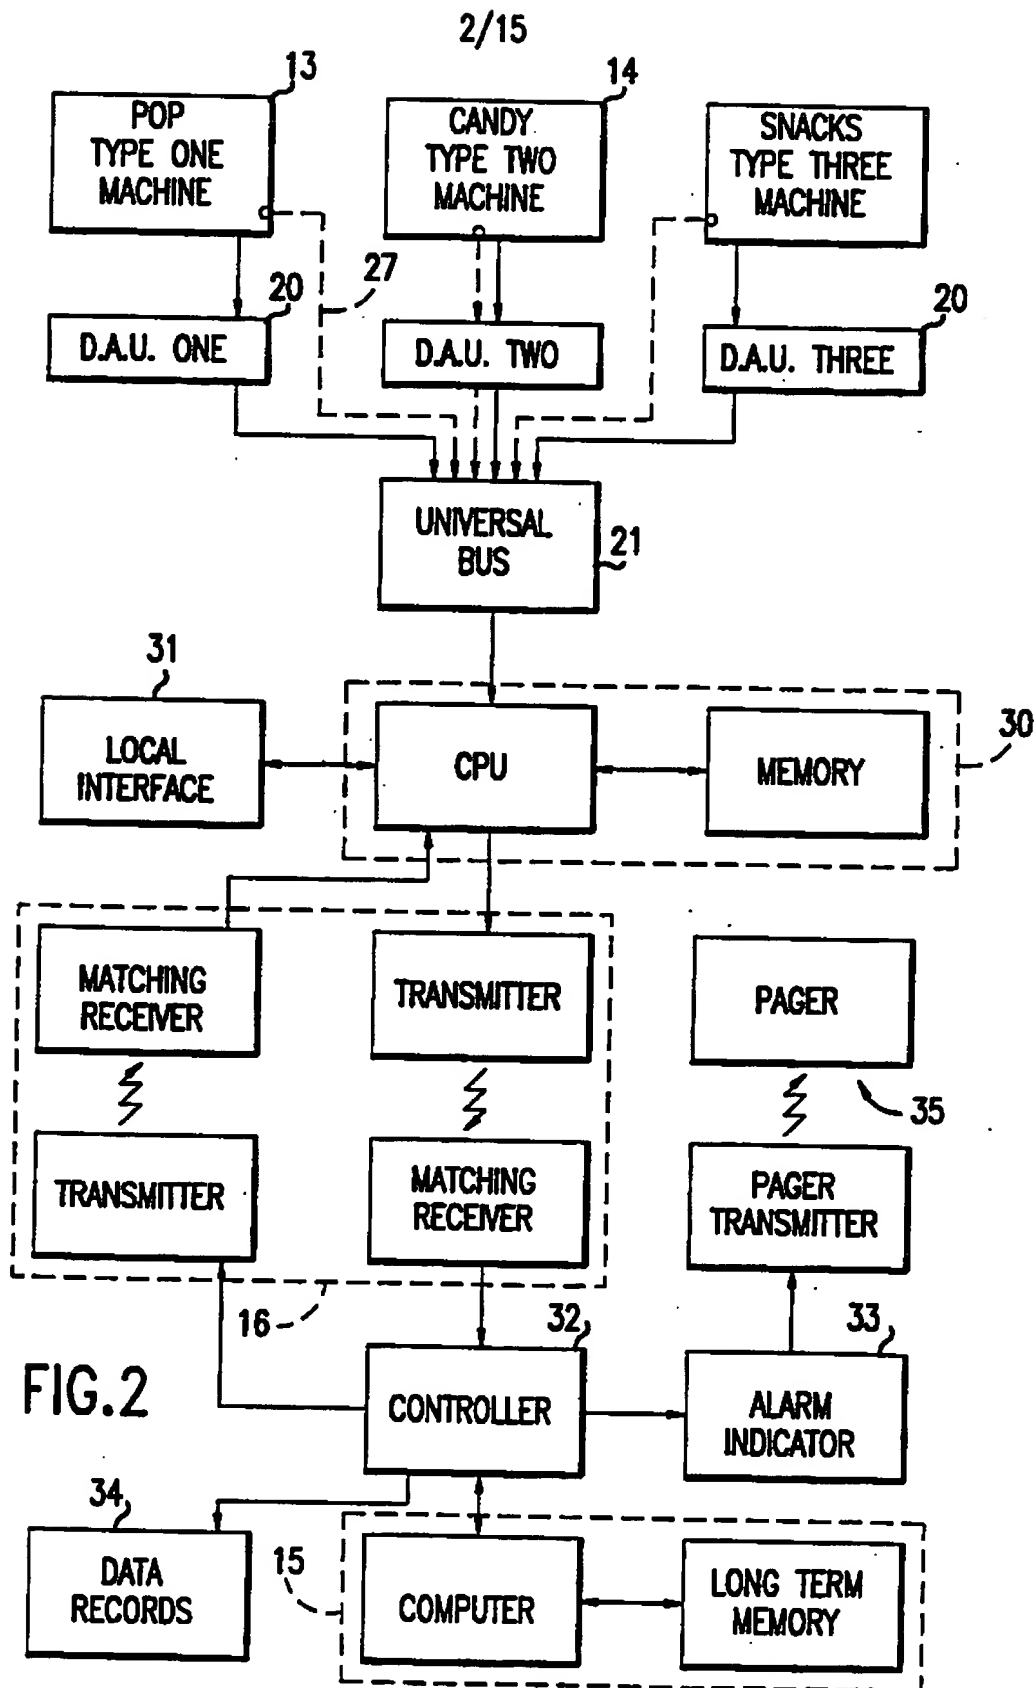 2/15
13
14
POP
TYPE ONE
MACHINE
CANDY
TYPE TWO
MACHINE
SNACKS
TYPE THREE
MACHINE
27
20
20
D.A.U. ONE
D.A.U. TWO
D.A.U. THREE
UNIVERSAL
BUS
21
31
LOCAL
INTERFACE
CPU
MEMORY
30
MATCHING
RECEIVER
TRANSMITTER
PAGER
35
TRANSMITTER
MATCHING
RECEIVER
PAGER
TRANSMITTER
16
32
33
FIG.2
CONTROLLER
ALARM
INDICATOR
34
DATA
RECORDS
15
COMPUTER
LONG TERM
MEMORY